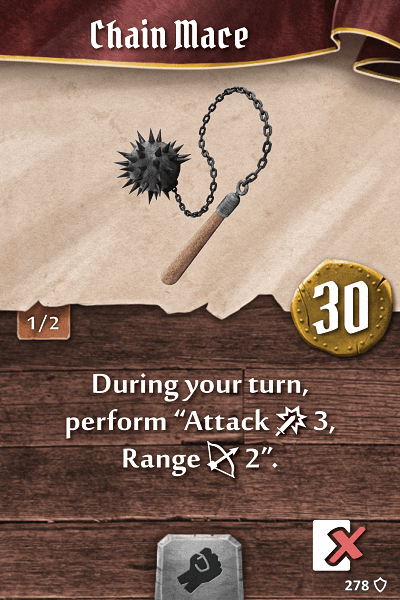 Chain Mace
30
1/2
During your turn,
perform “Attack 3,
Range 2”.
278